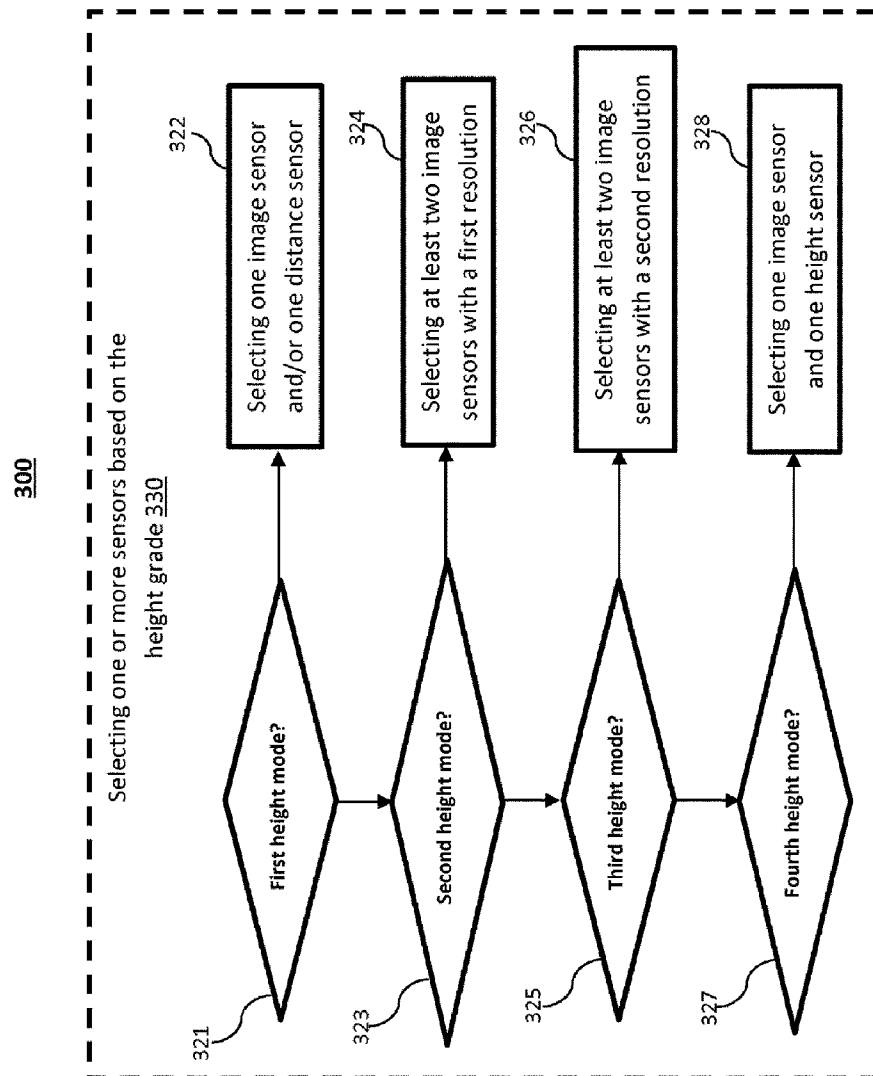 300
Selecting one or more sensors based on the
height grade 330
First height mode?
321
Selecting one image sensor
and/or one distance sensor
322
Second height mode?
323
Selecting at least two image
sensors with a first resolution
324
Third height mode?
325
Selecting at least two image
sensors with a second resolution
326
Fourth height mode?
327
Selecting one image sensor
and one height sensor
328